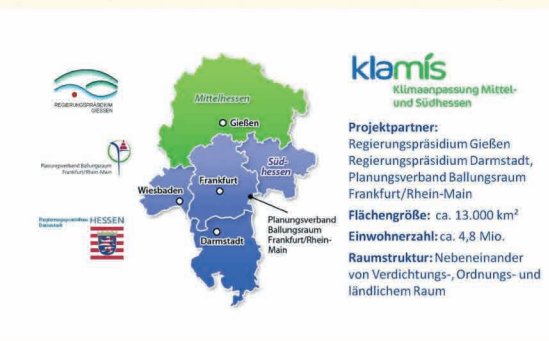 REGIERUNGSPRÄSIDIUM
GIESSEN
Planungsverband Ballungsraum
Frankfurt/Rhein-Main
Regierungspräsidium
Darmstadt
HESSEN
Mittelhessen
Gießen
Süd-
hessen
Wiesbaden
Frankfurt
Darmstadt
Planungsverband
Ballungsraum
Frankfurt/Rhein-
Main
klamis
Klimaanpassung Mittel-
und Südhessen
Projektpartner:
Regierungspräsidium Gießen
Regierungspräsidium Darmstadt,
Planungsverband Ballungsraum
Frankfurt/Rhein-Main
Flächengröße: ca. 13.000 km²
Einwohnerzahl: ca. 4,8 Mio.
Raumstruktur: Nebeneinander
von Verdichtungs-, Ordnungs- und
ländlichem Raum